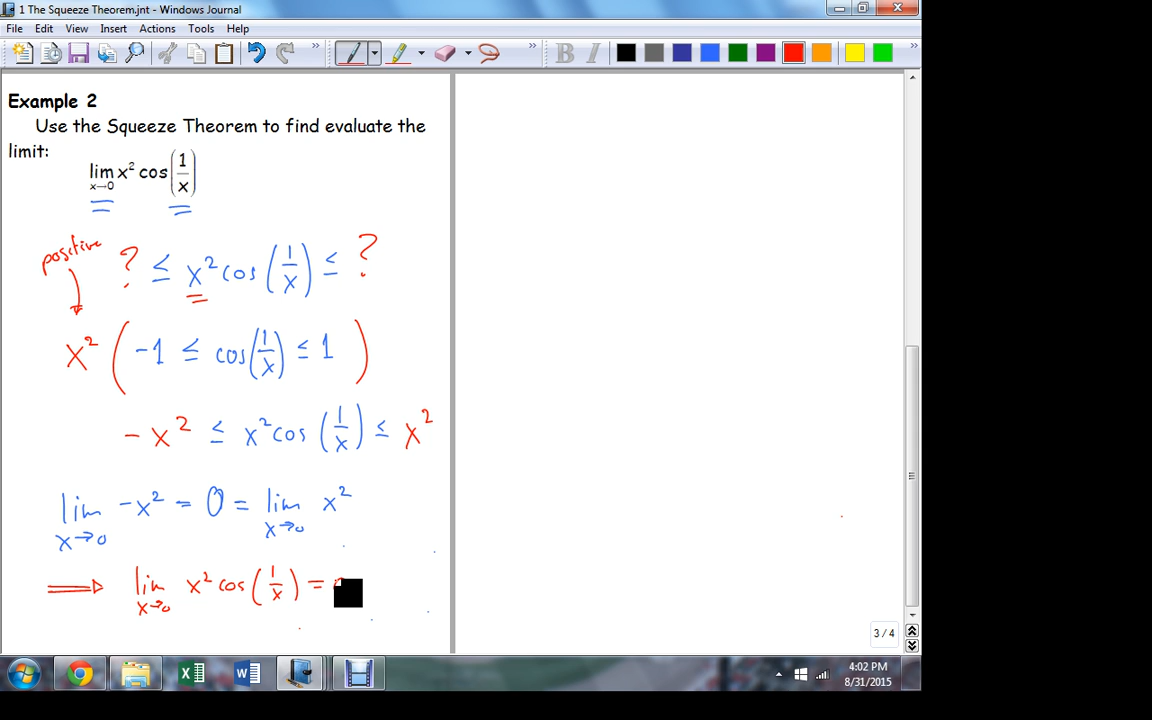 1 The Squeeze Theorem.jnt - Windows Journal
File Edit View Insert Actions Tools Help
Example 2
Use the Squeeze Theorem to find evaluate the
limit:
lim x→0 x² cos(1/x)
positive
? ≤ x² cos(1/x) ≤ ?
x² ( -1 ≤ cos(1/x) ≤ 1 )
- x² ≤ x² cos(1/x) ≤ x²
lim x→0 -x² = 0 = lim x→0 x²
⇒ lim x→0 x² cos(1/x) =
3 / 4
4:02 PM
8/31/2015